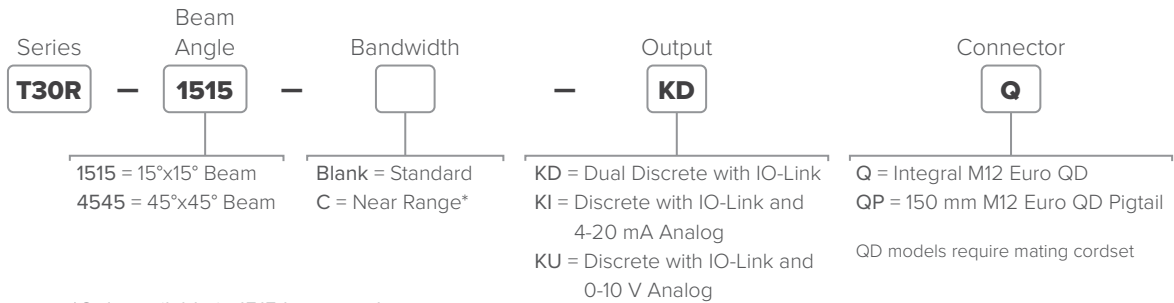 Series
Beam
Angle
Bandwidth
Output
Connector
T30R — 1515 — — KD Q
1515 = 15°x15° Beam
4545 = 45°x45° Beam
Blank = Standard
C = Near Range*
KD = Dual Discrete with IO-Link
KI = Discrete with IO-Link and
4-20 mA Analog
KU = Discrete with IO-Link and
0-10 V Analog
Q = Integral M12 Euro QD
QP = 150 mm M12 Euro QD Pigtail
QD models require mating cordset